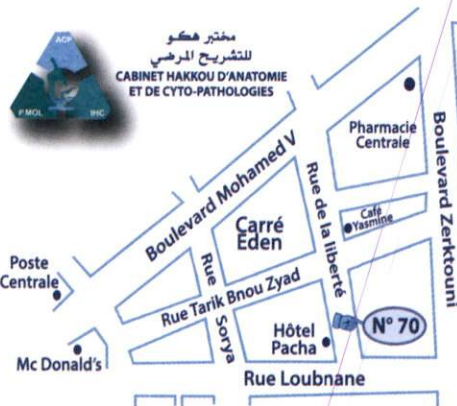 مختبر هكو
للتشريح المرضي
CABINET HAKKOU D'ANATOMIE
ET DE CYTO-PATHOLOGIES
ACP
P.MOL
IHC
Pharmacie
Centrale
Boulevard Mohamed V
Rue de la liberté
Boulevard Zerktouni
Café
Yasmine
Carré
Eden
Poste
Centrale
Rue Sorya
Rue Tarik Bnou Zyad
Hôtel
Pacha
N° 70
Mc Donald's
Rue Loubnane